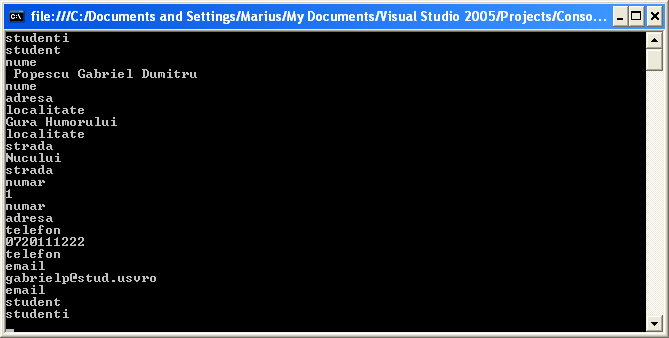 file:///C:/Documents and Settings/Marius/My Documents/Visual Studio 2005/Projects/Conso...
studenti
student
nume
Popescu Gabriel Dumitru
nume
adresa
localitate
Gura Humorului
localitate
strada
Nucului
strada
numar
1
numar
adresa
telefon
0720111222
telefon
email
gabrielp@stud.usvro
email
student
studenti